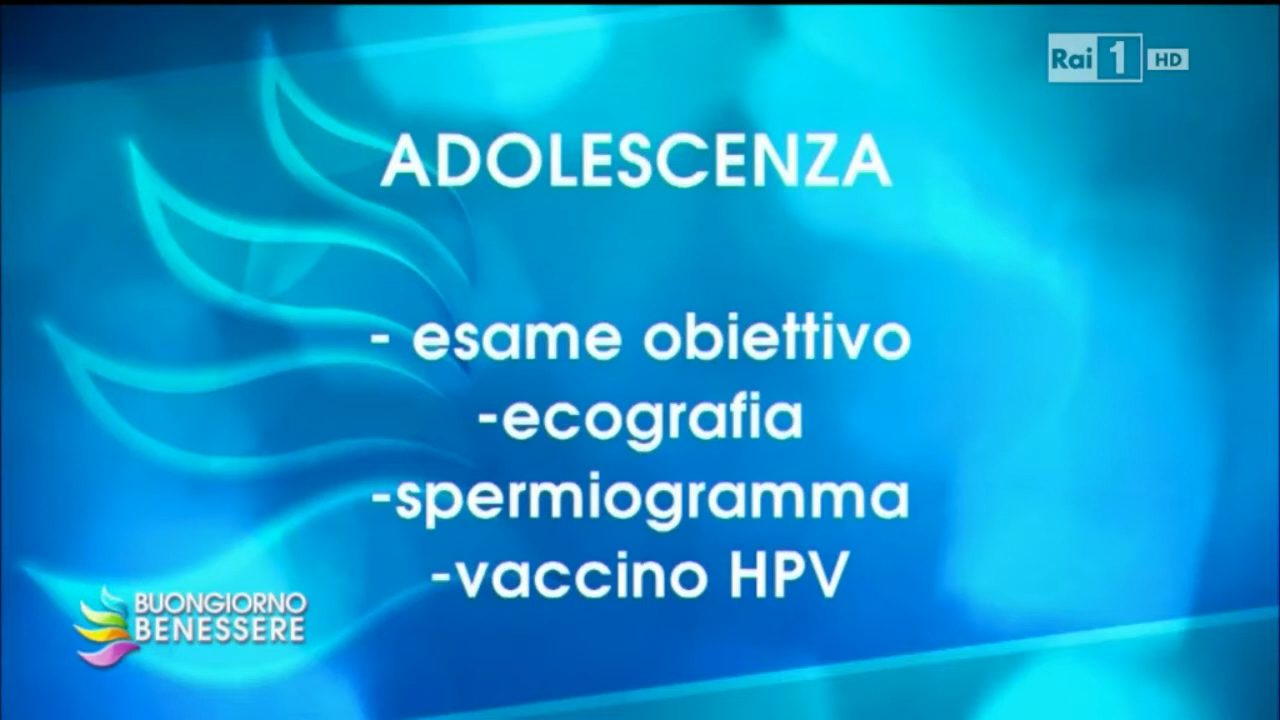 Rai 1 HD
ADOLESCENZA
- esame obiettivo
-ecografia
-spermiogramma
-vaccino HPV
BUONGIORNO
BENESSERE